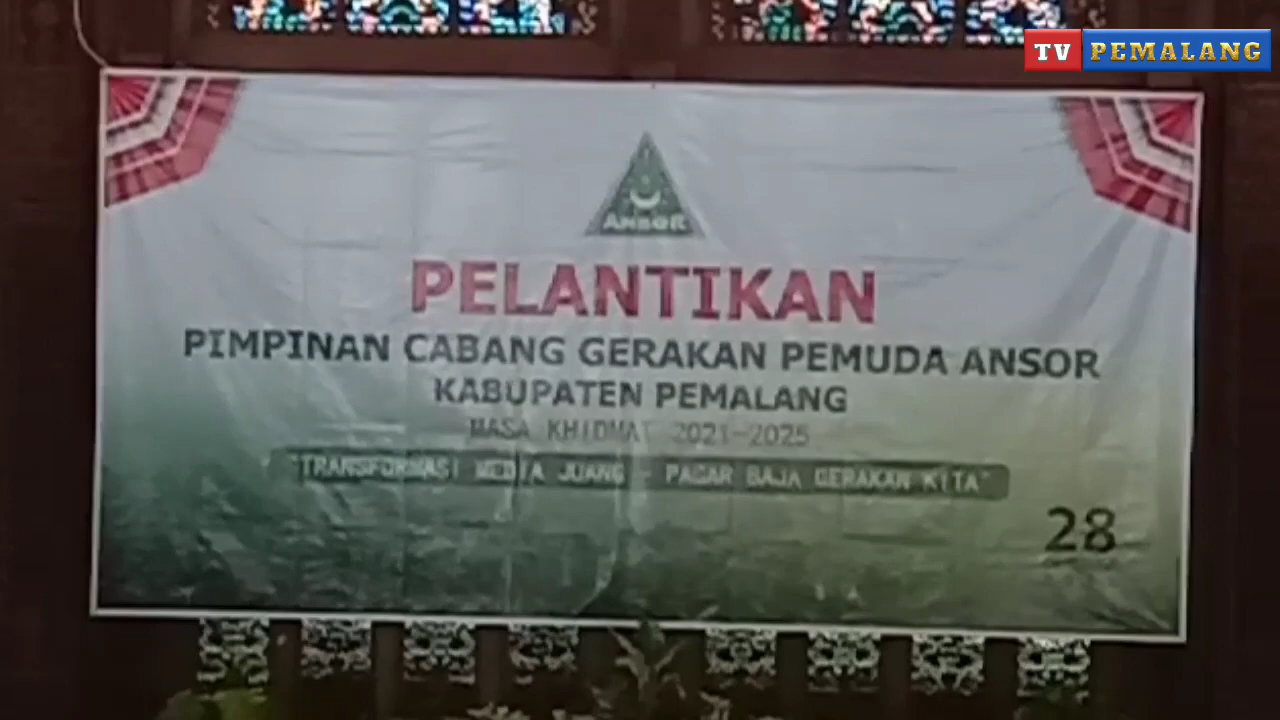 TV PEMALANG
ANSOR
PELANTIKAN
PIMPINAN CABANG GERAKAN PEMUDA ANSOR
KABUPATEN PEMALANG
MASA KHIDMAT 2021-2025
"TRANSFORMASI MEDIA JUANG - PAGAR BAJA GERAKAN KITA"
28